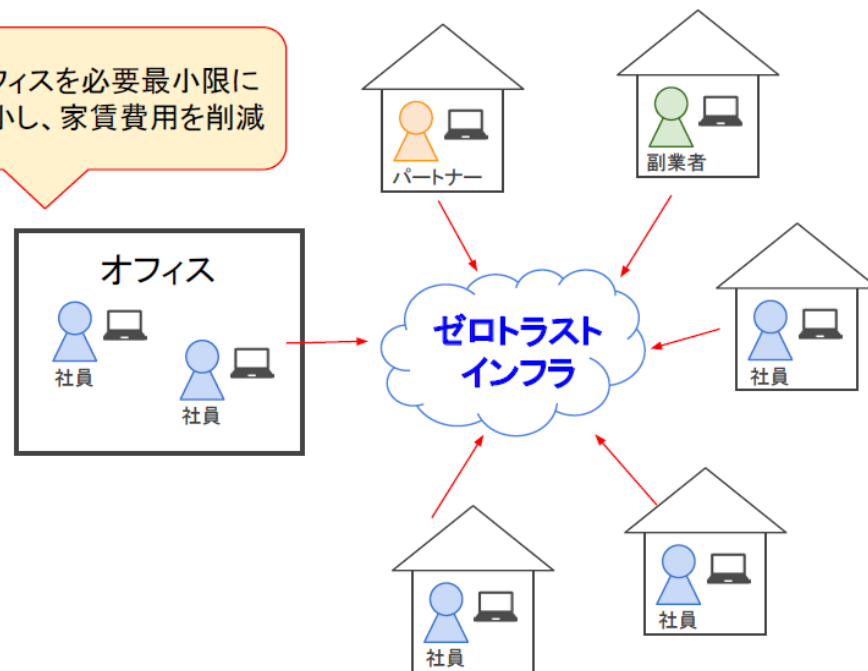 フィスを必要最小限に
小し、家賃費用を削減
パートナー
副業者
オフィス
社員
社員
ゼロトラスト
インフラ
社員
社員
社員